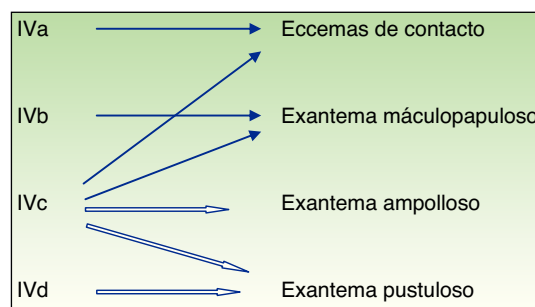 IVa Eccemas de contacto
IVb Exantema máculopapuloso
IVc Exantema ampolloso
IVd Exantema pustuloso